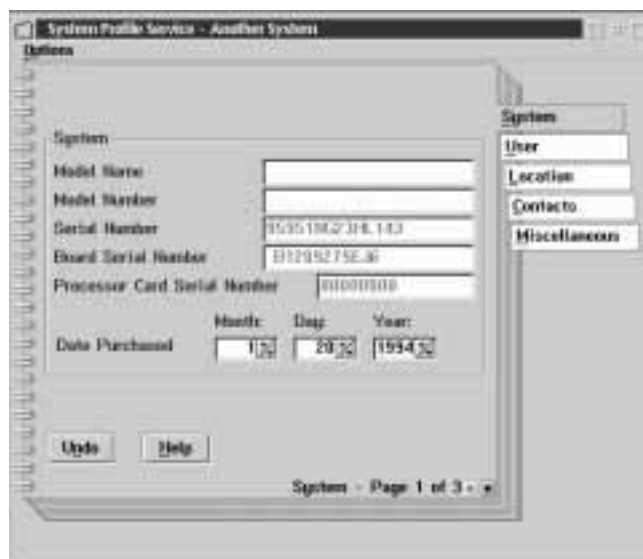 System Profile Service - Another System
Options
System
Model Name
Model Number
Serial Number
Board Serial Number
Processor Card Serial Number
00000000
Month: Day: Year:
Date Purchased 1 20 1994
Undo Help
System - Page 1 of 3
System
User
Location
Contacts
Miscellaneous